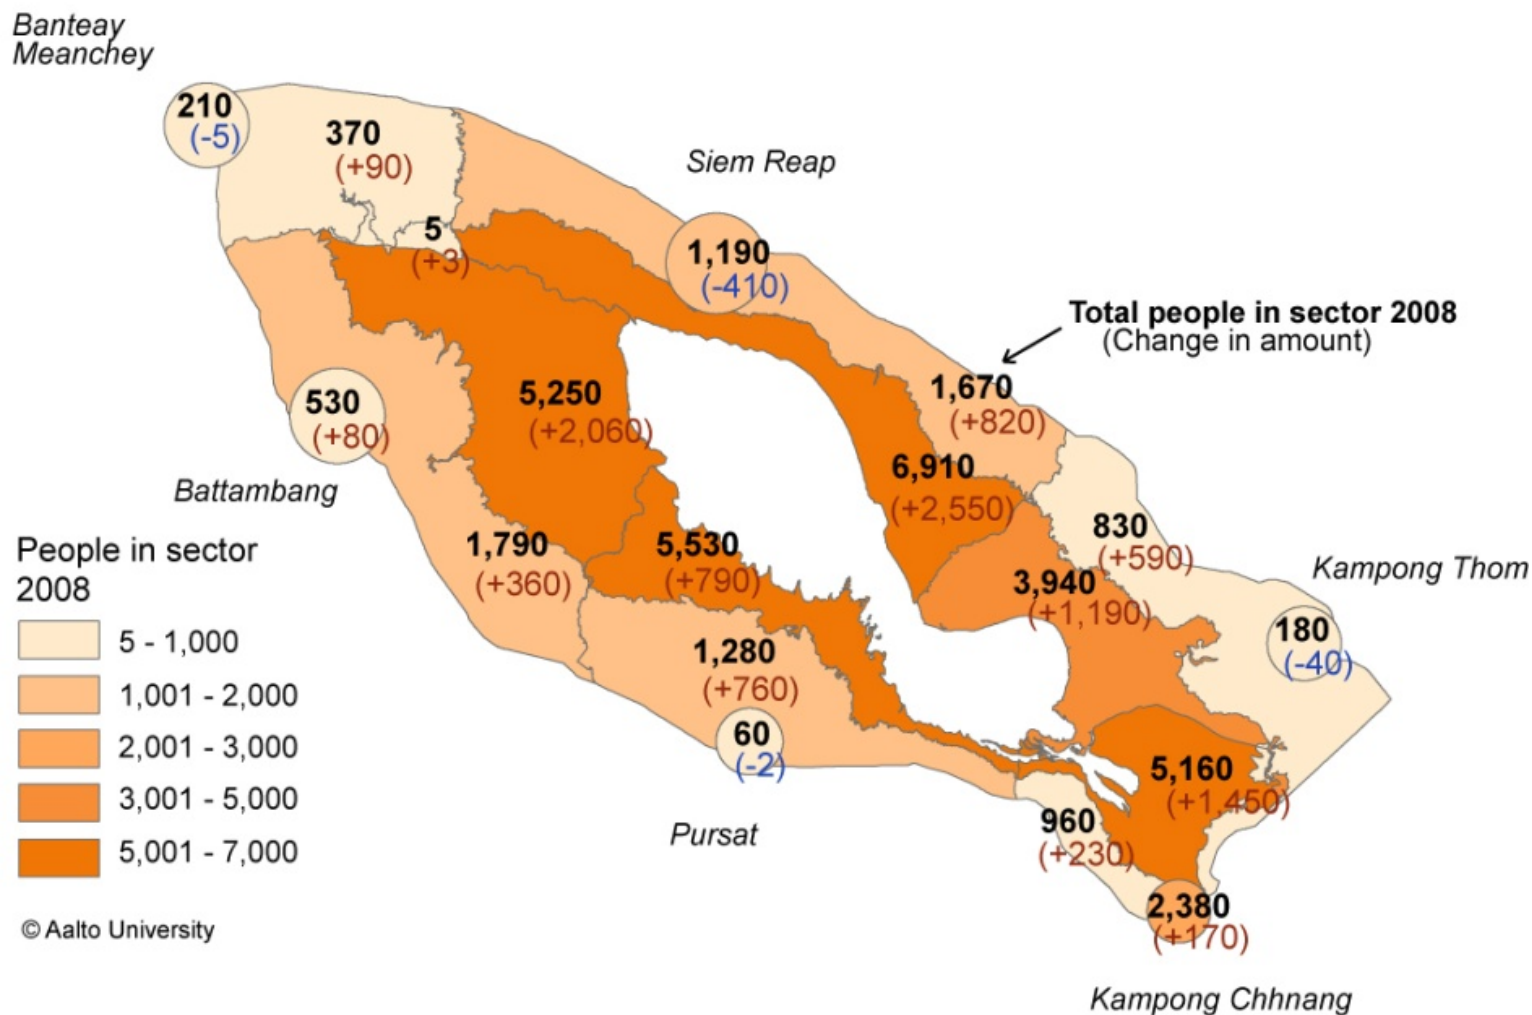 Banteay
Meanchey
210
(-5)
370
(+90)
Siem Reap
5
(+3)
1,190
(-410)
Total people in sector 2008
(Change in amount)
1,670
(+820)
530
(+80)
5,250
(+2,060)
6,910
(+2,550)
Battambang
1,790
(+360)
5,530
(+790)
830
(+590)
Kampong Thom
3,940
(+1,190)
180
(-40)
1,280
(+760)
60
(-2)
5,160
(+1,450)
Pursat
960
(+230)
2,380
(+170)
Kampong Chhnang
People in sector
2008
5 - 1,000
1,001 - 2,000
2,001 - 3,000
3,001 - 5,000
5,001 - 7,000
© Aalto University